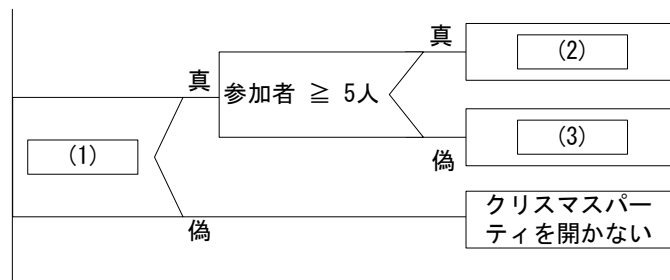 真
(2)
真
参加者 ≧ 5人
(1)
(3)
偽
クリスマスパー
ティを開かない
偽